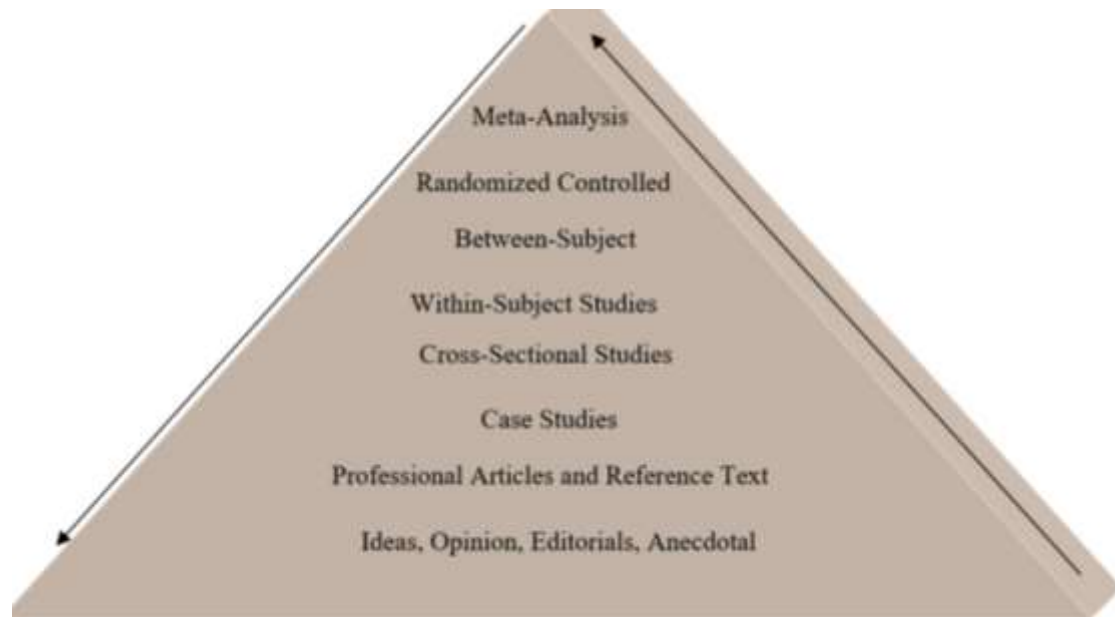 Meta-Analysis
Randomized Controlled
Between-Subject
Within-Subject Studies
Cross-Sectional Studies
Case Studies
Professional Articles and Reference Text
Ideas, Opinion, Editorials, Anecdotal